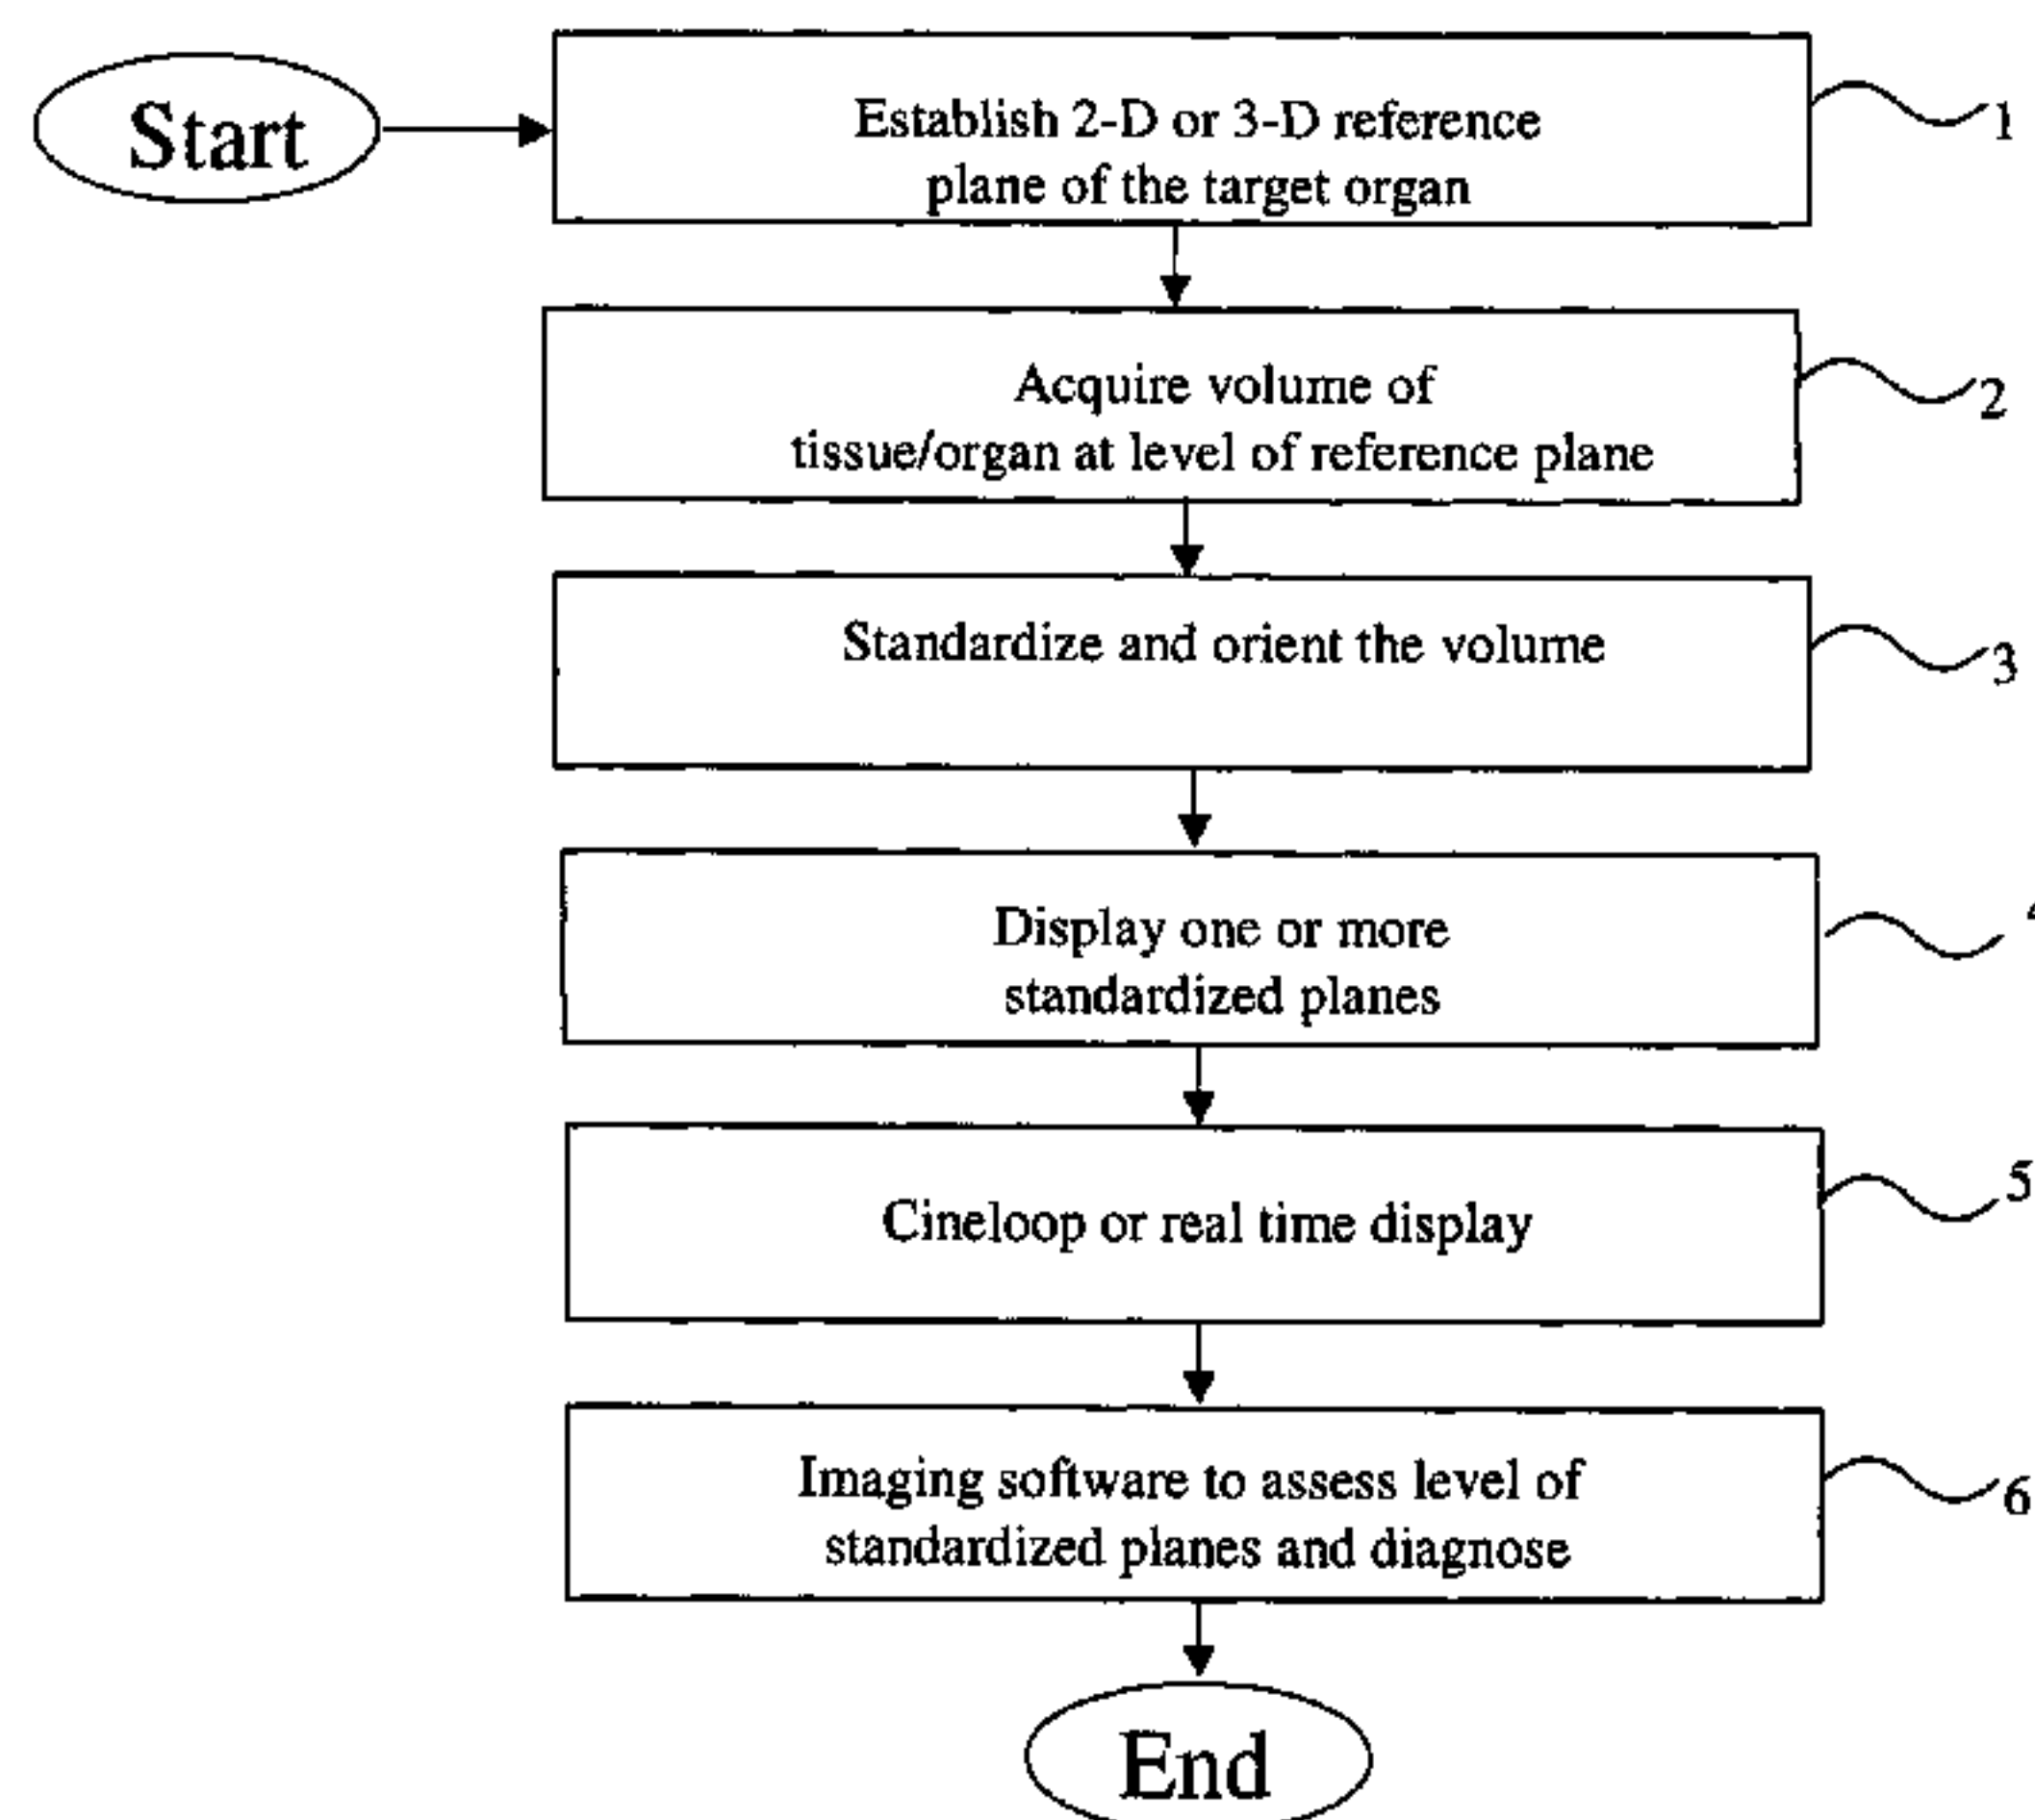 Start
Establish 2-D or 3-D reference
plane of the target organ
1
Acquire volume of
tissue/organ at level of reference plane
2
Standardize and orient the volume
3
Display one or more
standardized planes
Cineloop or real time display
5
Imaging software to assess level of
standardized planes and diagnose
6
End